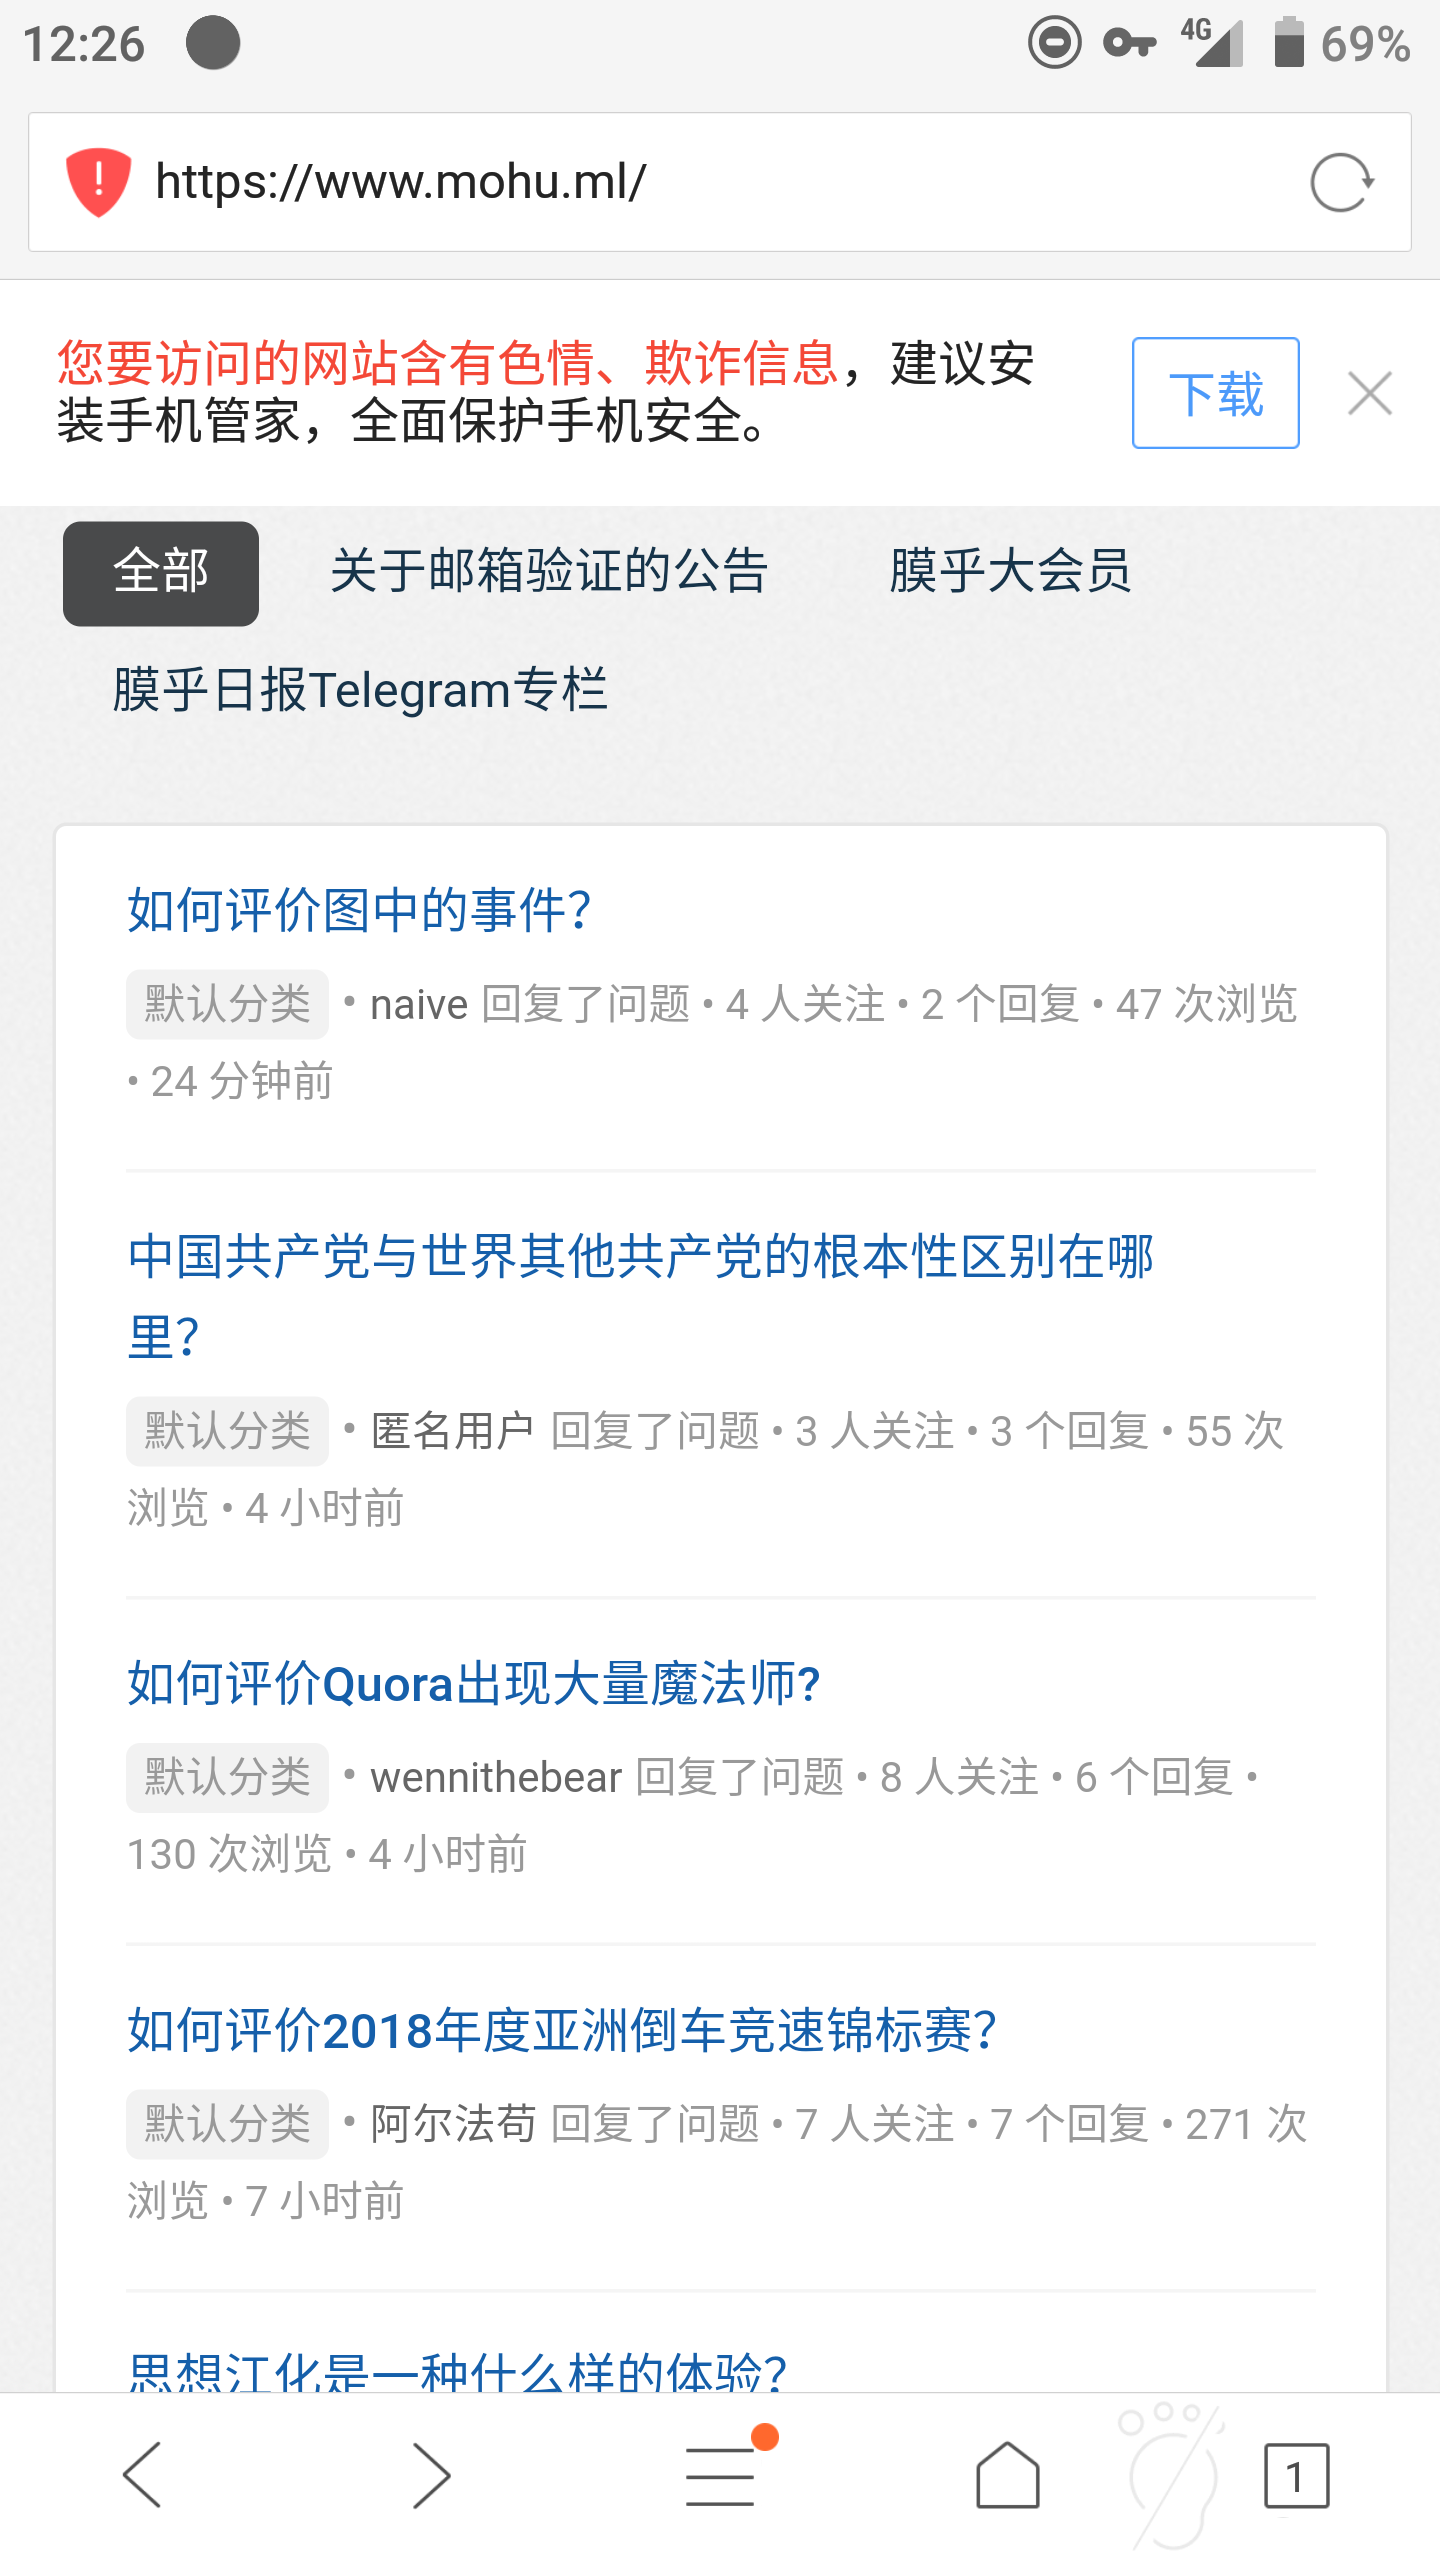 12:26
4G
69%
https://www.mohu.ml/
您要访问的网站含有色情、欺诈信息，建议安
装手机管家，全面保护手机安全。
下载
全部
关于邮箱验证的公告
膜乎大会员
膜乎日报Telegram专栏
如何评价图中的事件？
默认分类 • naive 回复了问题 • 4 人关注 • 2 个回复 • 47 次浏览
• 24 分钟前
中国共产党与世界其他共产党的根本性区别在哪
里？
默认分类 • 匿名用户 回复了问题 • 3 人关注 • 3 个回复 • 55 次
浏览 • 4 小时前
如何评价Quora出现大量魔法师?
默认分类 • wennithebear 回复了问题 • 8 人关注 • 6 个回复 •
130 次浏览 • 4 小时前
如何评价2018年度亚洲倒车竞速锦标赛？
默认分类 • 阿尔法苟 回复了问题 • 7 人关注 • 7 个回复 • 271 次
浏览 • 7 小时前
思想江化是一种什么样的体验？
1